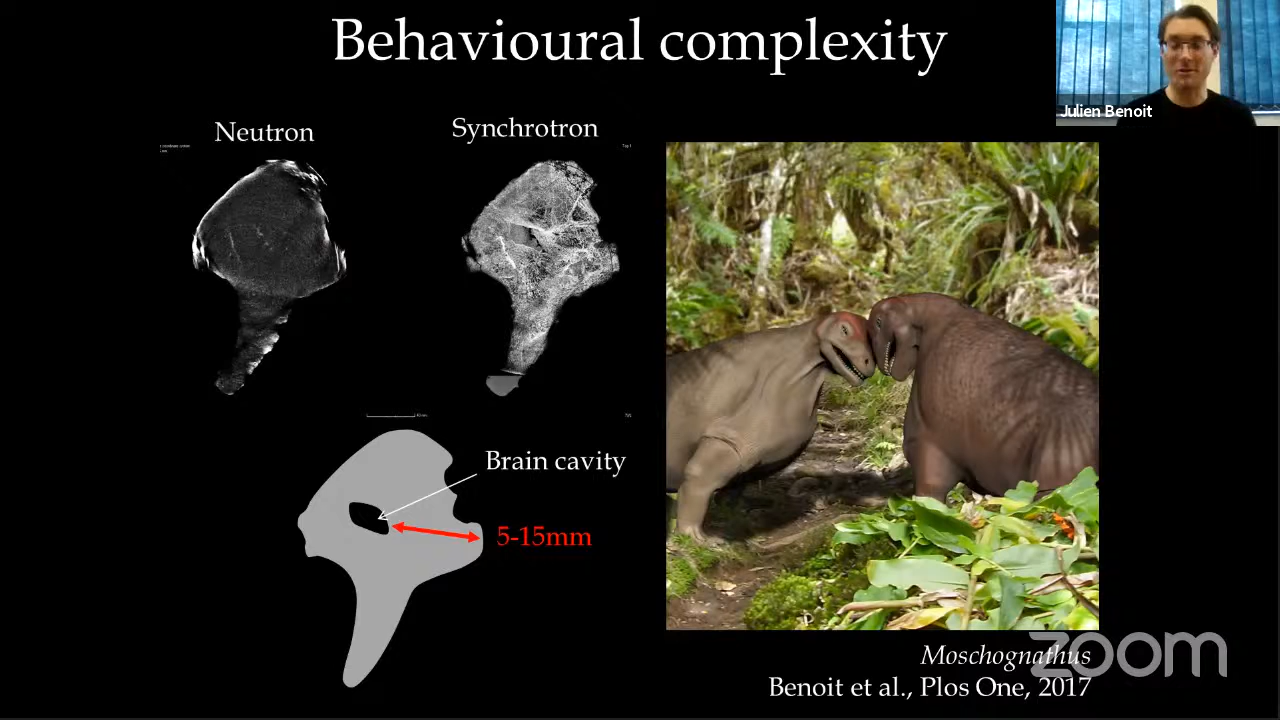 Behavioural complexity
Julien Benoit
Neutron
Synchrotron
Brain cavity
5-15mm
Moschognathus
zoom
Benoit et al., Plos One, 2017